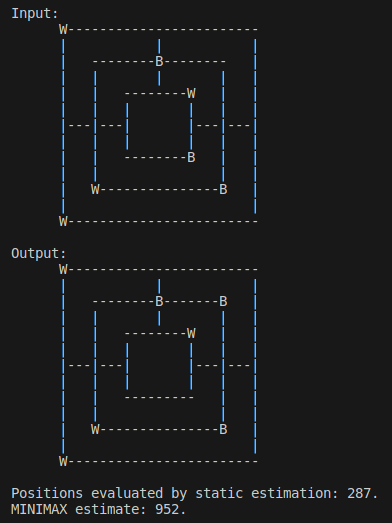 Input:
      W------------------------
      |           |           |
      |   --------B--------   |
      |   |       |       |   |
      |   |   --------W   |   |
      |   |   |       |   |   |
      |---|---|       |---|---|
      |   |   |       |   |   |
      |   |   --------B   |   |
      |   |               |   |
      |   W---------------B   |
      |                       |
      W------------------------

Output:
      W------------------------
      |           |           |
      |   --------B-------B   |
      |   |       |       |   |
      |   |   --------W   |   |
      |   |   |       |   |   |
      |---|---|       |---|---|
      |   |   |       |   |   |
      |   |   ---------   |   |
      |   |               |   |
      |   W---------------B   |
      |                       |
      W------------------------

Positions evaluated by static estimation: 287.
MINIMAX estimate: 952.